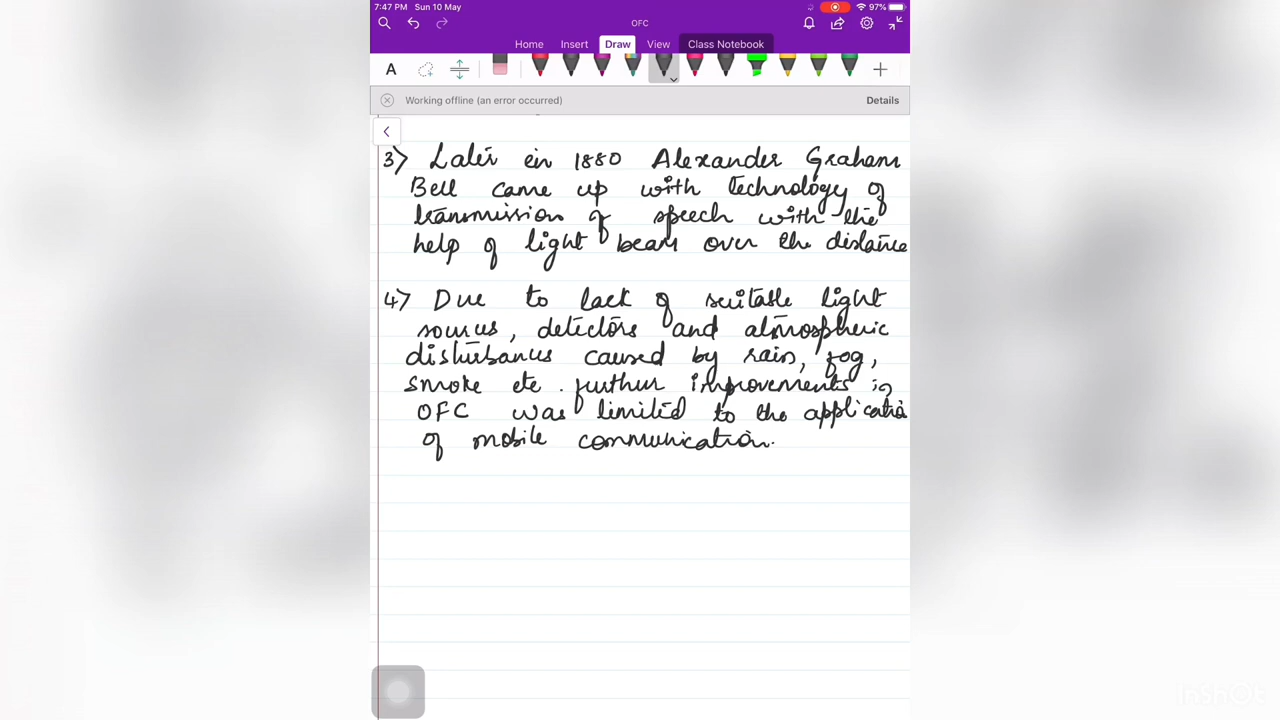 7:47 PM Sun 10 May 97%
OFC
Home Insert Draw View Class Notebook
A
Working offline (an error occurred) Details
3) Later in 1880 Alexander Graham
Bell came up with technology of
transmission of speech with the
help of light beam over the distance
4) Due to lack of suitable light
sources, detectors and atmospheric
disturbances caused by rain, fog,
smoke etc. further improvements in
OFC was limited to the applicatio
of mobile communication.
InShOt